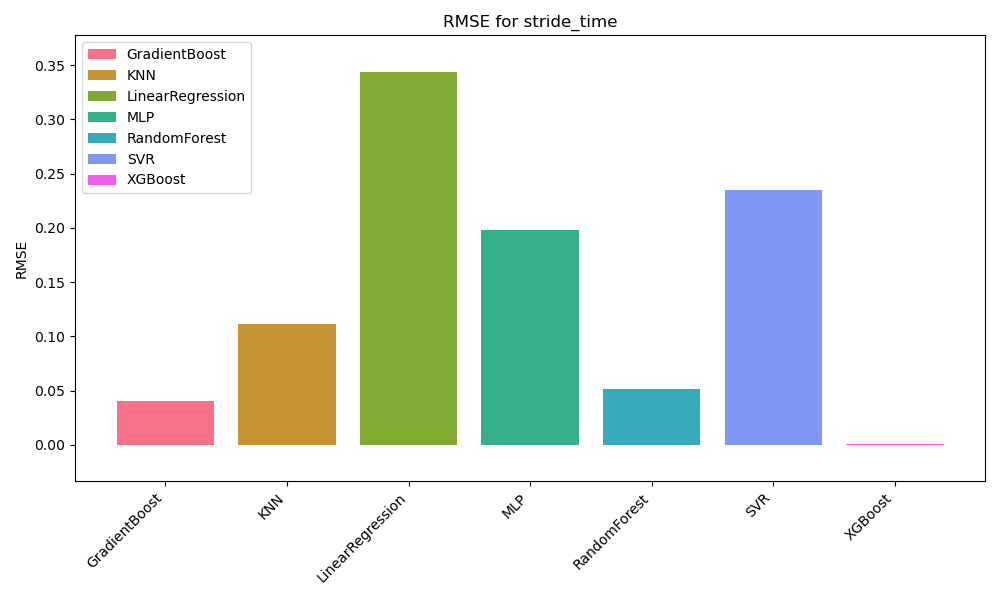 RMSE for stride_time
GradientBoost
KNN
LinearRegression
MLP
RandomForest
SVR
XGBoost
RMSE
0.35
0.30
0.25
0.20
0.15
0.10
0.05
0.00
GradientBoost
KNN
LinearRegression
MLP
RandomForest
SVR
XGBoost